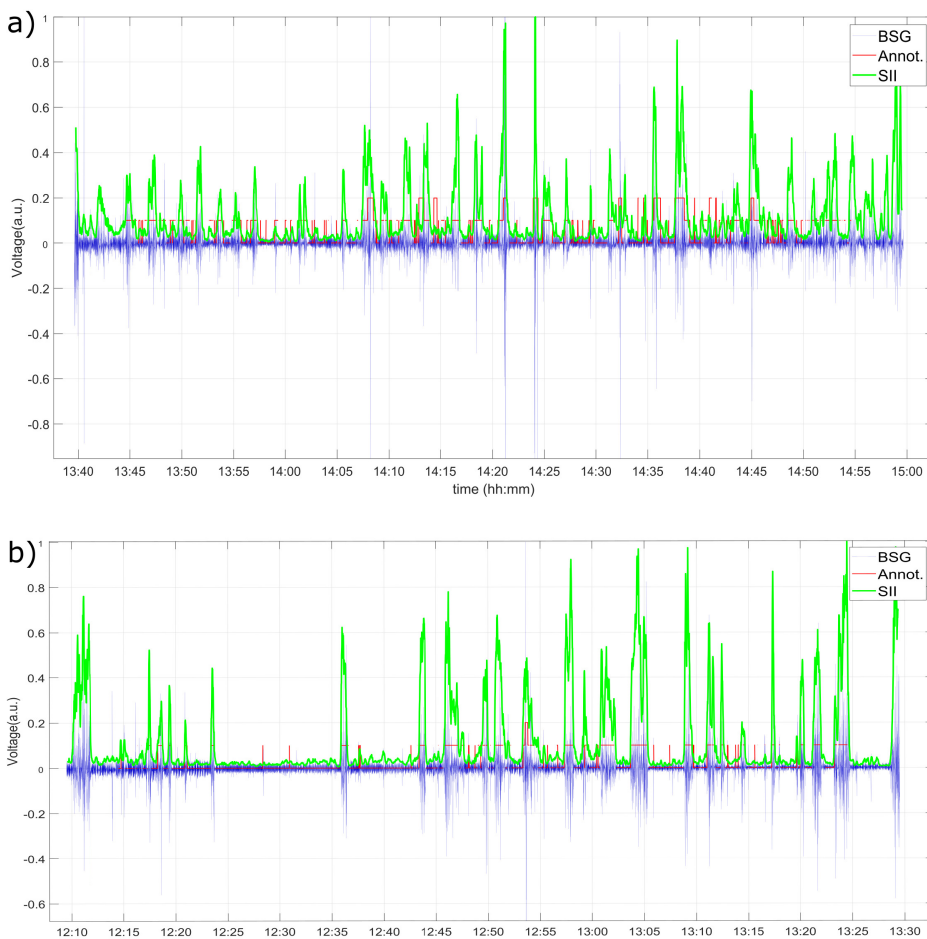 a)
1
0.8
0.6
0.4
0.2
0
-0.2
-0.4
-0.6
-0.8
Voltage(a.u.)
BSG
Annot.
SII
13:40 13:45 13:50 13:55 14:00 14:05 14:10 14:15 14:20 14:25 14:30 14:35 14:40 14:45 14:50 14:55 15:00
time (hh:mm)
b)
1
0.8
0.6
0.4
0.2
0
-0.2
-0.4
-0.6
Voltage(a.u.)
BSG
Annot.
SII
12:10 12:15 12:20 12:25 12:30 12:35 12:40 12:45 12:50 12:55 13:00 13:05 13:10 13:15 13:20 13:25 13:30